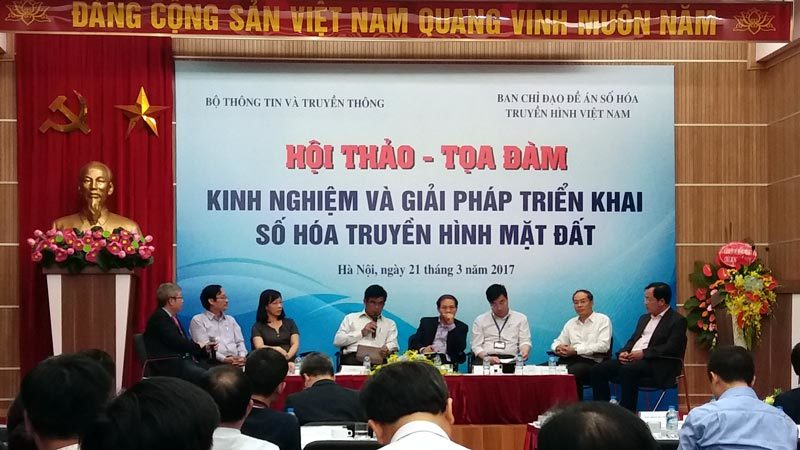 ĐẢNG CỘNG SẢN VIỆT NAM QUANG VINH MUÔN NĂM
BỘ THÔNG TIN VÀ TRUYỀN THÔNG
BAN CHỈ ĐẠO ĐỀ ÁN SỐ HÓA
TRUYỀN HÌNH VIỆT NAM
HỘI THẢO - TỌA ĐÀM
KINH NGHIỆM VÀ GIẢI PHÁP TRIỂN KHAI
SỐ HÓA TRUYỀN HÌNH MẶT ĐẤT
Hà Nội, ngày 21 tháng 3 năm 2017